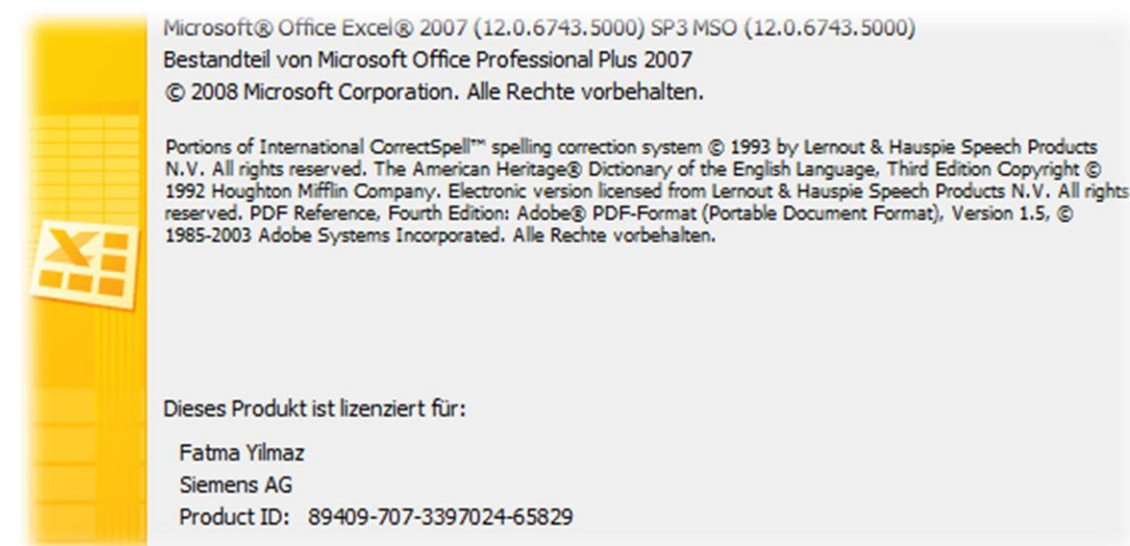 Microsoft® Office Excel® 2007 (12.0.6743.5000) SP3 MSO (12.0.6743.5000)
Bestandteil von Microsoft Office Professional Plus 2007
© 2008 Microsoft Corporation. Alle Rechte vorbehalten.
Portions of International CorrectSpell™ spelling correction system © 1993 by Lernout & Hauspie Speech Products
N.V. All rights reserved. The American Heritage® Dictionary of the English Language, Third Edition Copyright ©
1992 Houghton Mifflin Company. Electronic version licensed from Lernout & Hauspie Speech Products N.V. All rights
reserved. PDF Reference, Fourth Edition: Adobe® PDF-Format (Portable Document Format), Version 1.5, ©
1985-2003 Adobe Systems Incorporated. Alle Rechte vorbehalten.
Dieses Produkt ist lizenziert für:
Fatma Yilmaz
Siemens AG
Product ID: 89409-707-3397024-65829